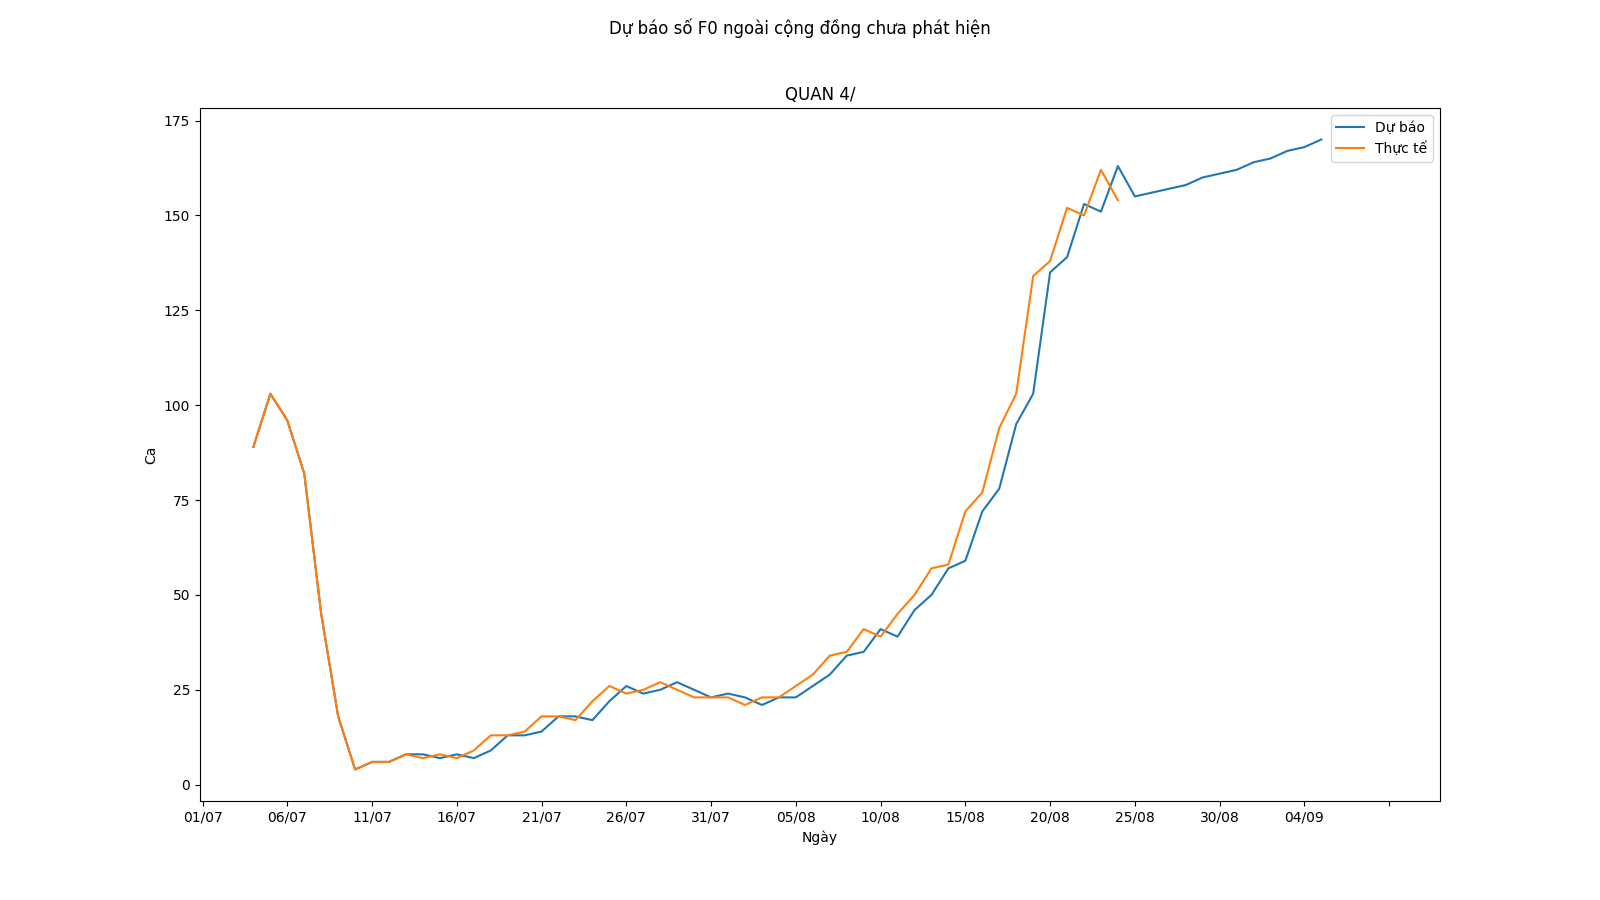 Dự báo số F0 ngoài cộng đồng chưa phát hiện
QUAN 4/
Dự báo
Thực tế
Ca
175
150
125
100
75
50
25
0
01/07 06/07 11/07 16/07 21/07 26/07 31/07 05/08 10/08 15/08 20/08 25/08 30/08 04/09
Ngày